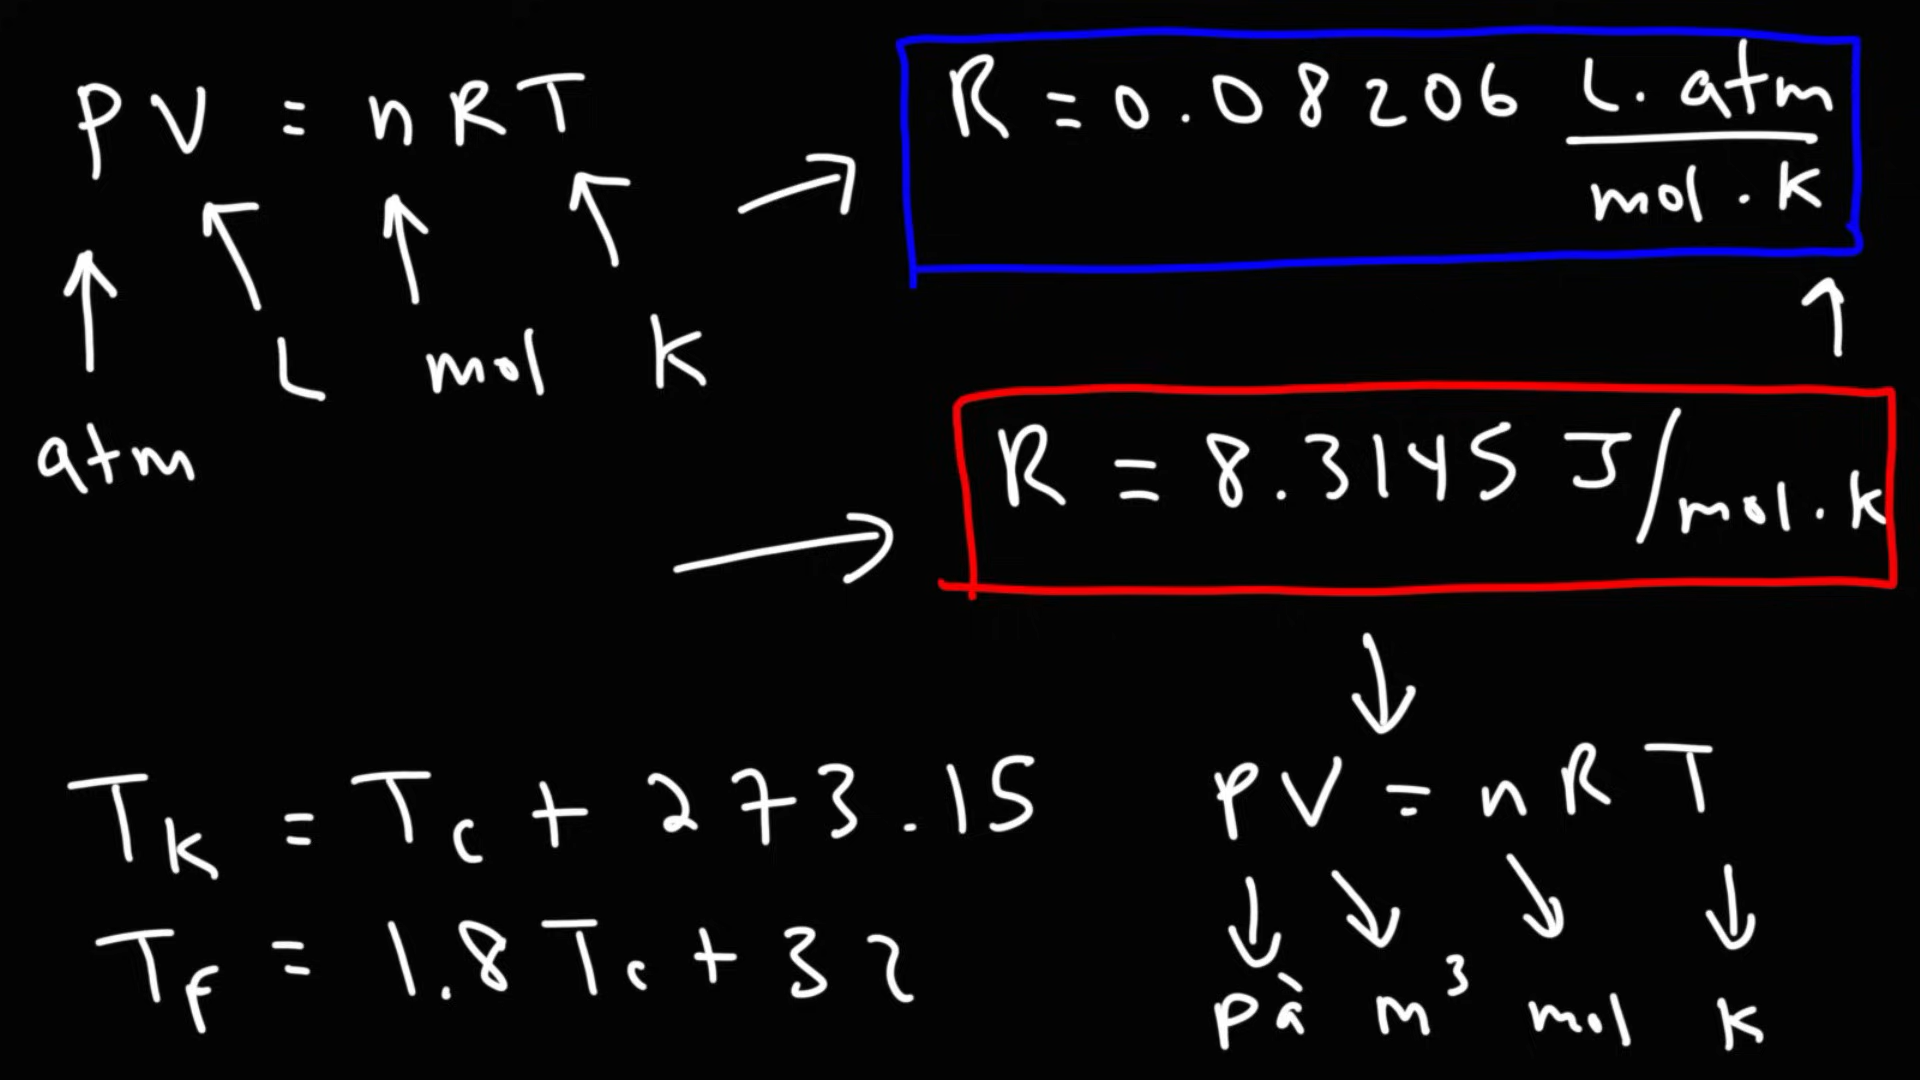 PV = nRT
L mol K
atm
R = 0.08206 L.atm
mol.K
R = 8.3145 J/mol.K
TK = Tc + 273.15
Tf = 1.8Tc + 32
PV = nRT
Pa m³ mol K